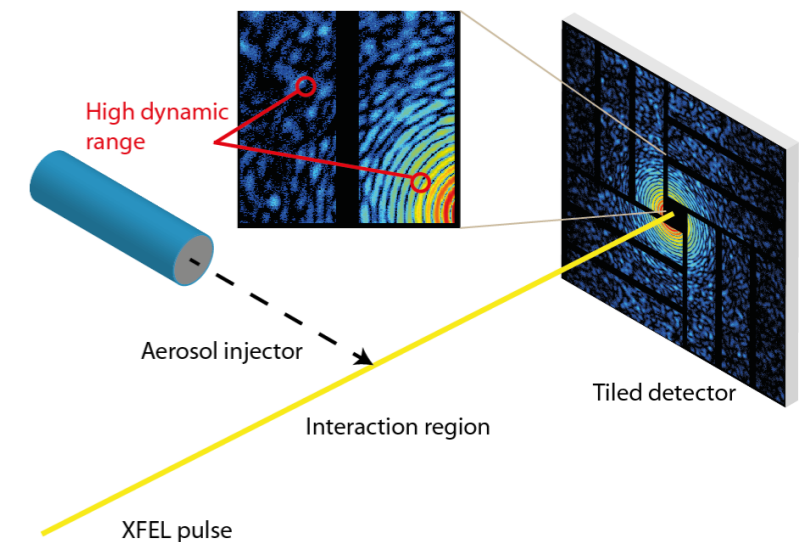 High dynamic
range
Aerosol injector
Tiled detector
Interaction region
XFEL pulse